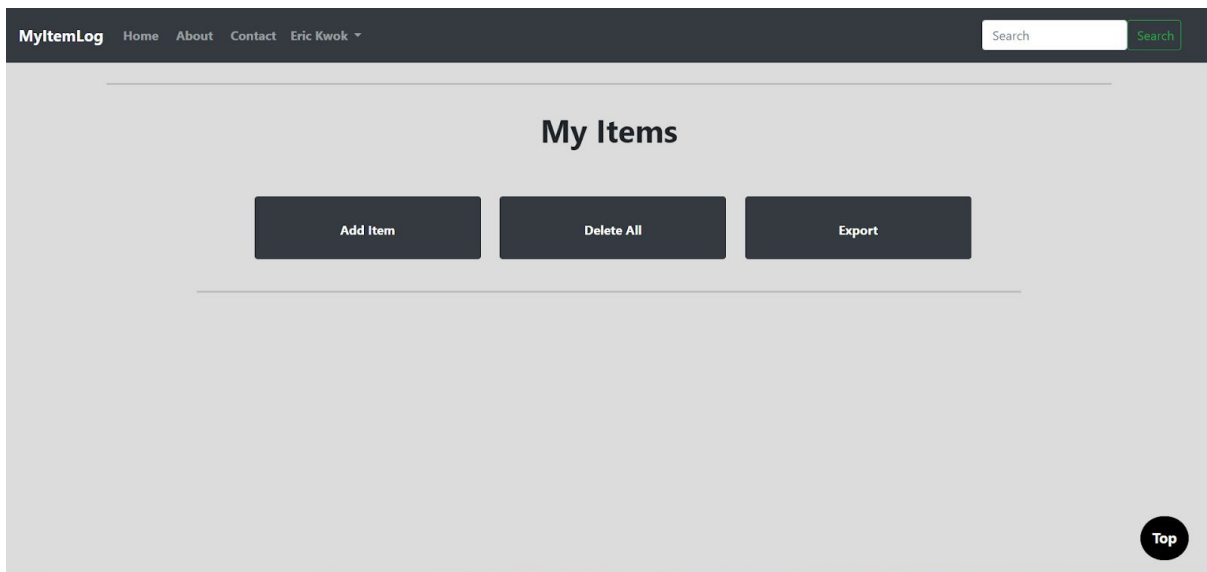 MyItemLog Home About Contact Eric Kwok Search Search
My Items
Add Item Delete All Export
Top